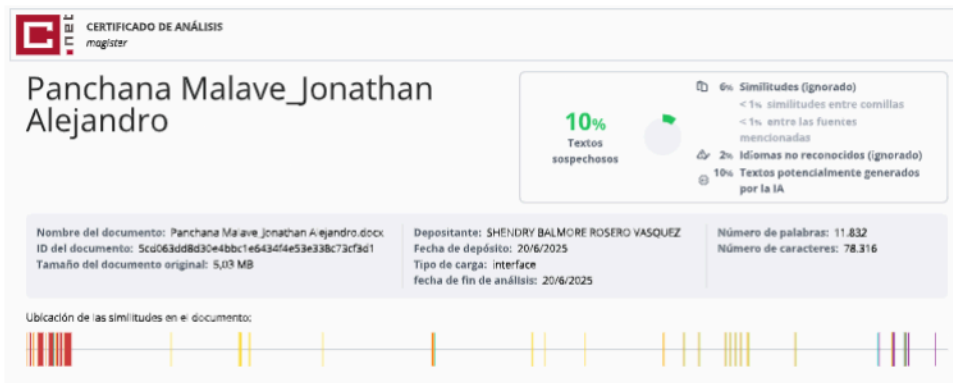 C .net
CERTIFICADO DE ANÁLISIS
magister
Panchana Malave_Jonathan
Alejandro
10%
Textos
sospechosos
6% Similitudes (ignorado)
< 1% similitudes entre comillas
< 1% entre las fuentes
mencionadas
2% Idiomas no reconocidos (ignorado)
10% Textos potencialmente generados
por la IA
Nombre del documento: Panchana Malave_Jonathan Alejandro.docx
ID del documento: 5cd063dd8d30e4bbc1e6434f4e53e338c73cf3d1
Tamaño del documento original: 5,03 MB
Depositante: SHENDRY BALMORE ROSERO VASQUEZ
Fecha de depósito: 20/6/2025
Tipo de carga: interface
fecha de fin de análisis: 20/6/2025
Número de palabras: 11.832
Número de caracteres: 78.316
Ubicación de las similitudes en el documento: